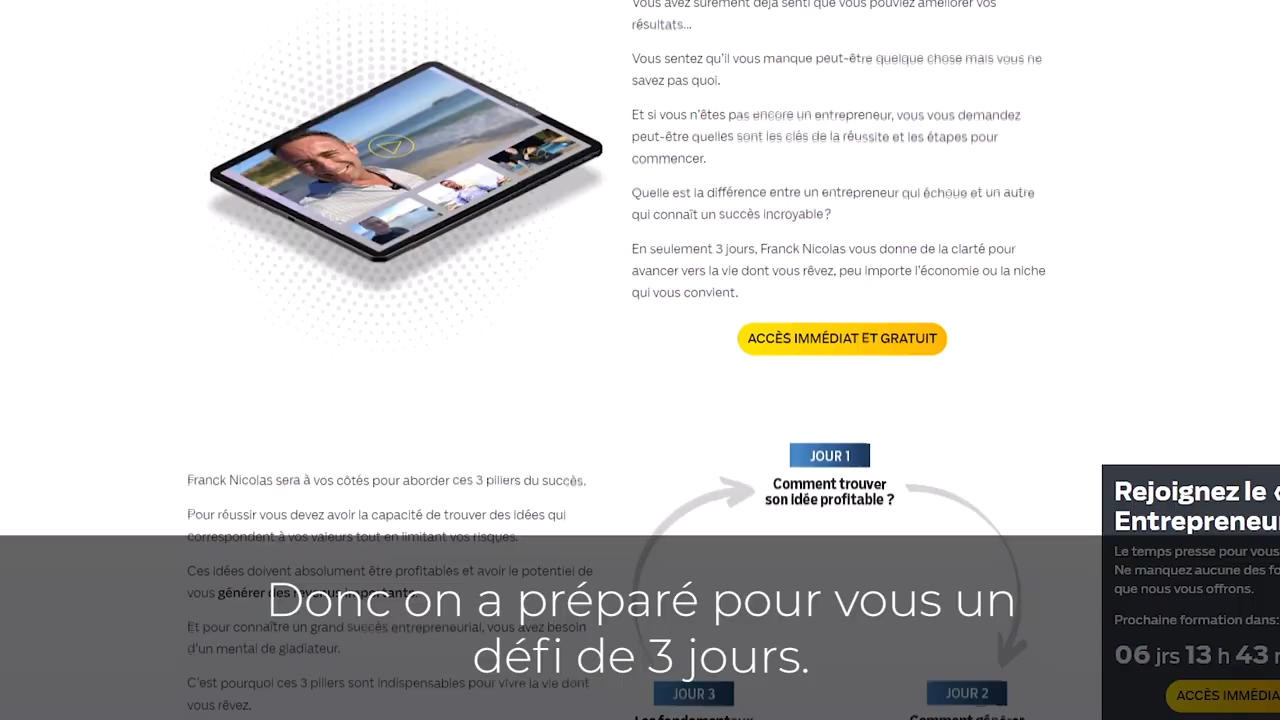 Vous avez sûrement déjà senti que vous pouviez améliorer vos
résultats...
Vous sentez qu'il vous manque peut-être quelque chose mais vous ne
savez pas quoi.
Et si vous n'êtes pas encore un entrepreneur, vous vous demandez
peut-être quelles sont les clés de la réussite et les étapes pour
commencer.
Quelle est la différence entre un entrepreneur qui échoue et un autre
qui connaît un succès incroyable ?
En seulement 3 jours, Franck Nicolas vous donne de la clarté pour
avancer vers la vie dont vous rêvez, peu importe l'économie ou la niche
qui vous convient.
ACCÈS IMMÉDIAT ET GRATUIT
Franck Nicolas sera à vos côtés pour aborder ces 3 piliers du succès.
Pour réussir vous devez avoir la capacité de trouver des idées qui
correspondent à vos valeurs tout en limitant vos risques.
Ces idées doivent absolument être profitables et avoir le potentiel de
vous générer des revenus importants.
Et pour connaître un grand succès entrepreneurial, vous avez besoin
d'un mental de gladiateur.
C'est pourquoi ces 3 piliers sont indispensables pour vivre la vie dont
vous rêvez.
JOUR 1
Comment trouver
son idée profitable ?
JOUR 3
Les fondamentaux
JOUR 2
Comment générer
Rejoignez le
Entrepreneu
Le temps presse pour vous
Ne manquez aucune des fo
que nous vous offrons.
Prochaine formation dans:
06 jrs 13 h 43
ACCÈS IMMÉDIA
Donc on a préparé pour vous un
défi de 3 jours.